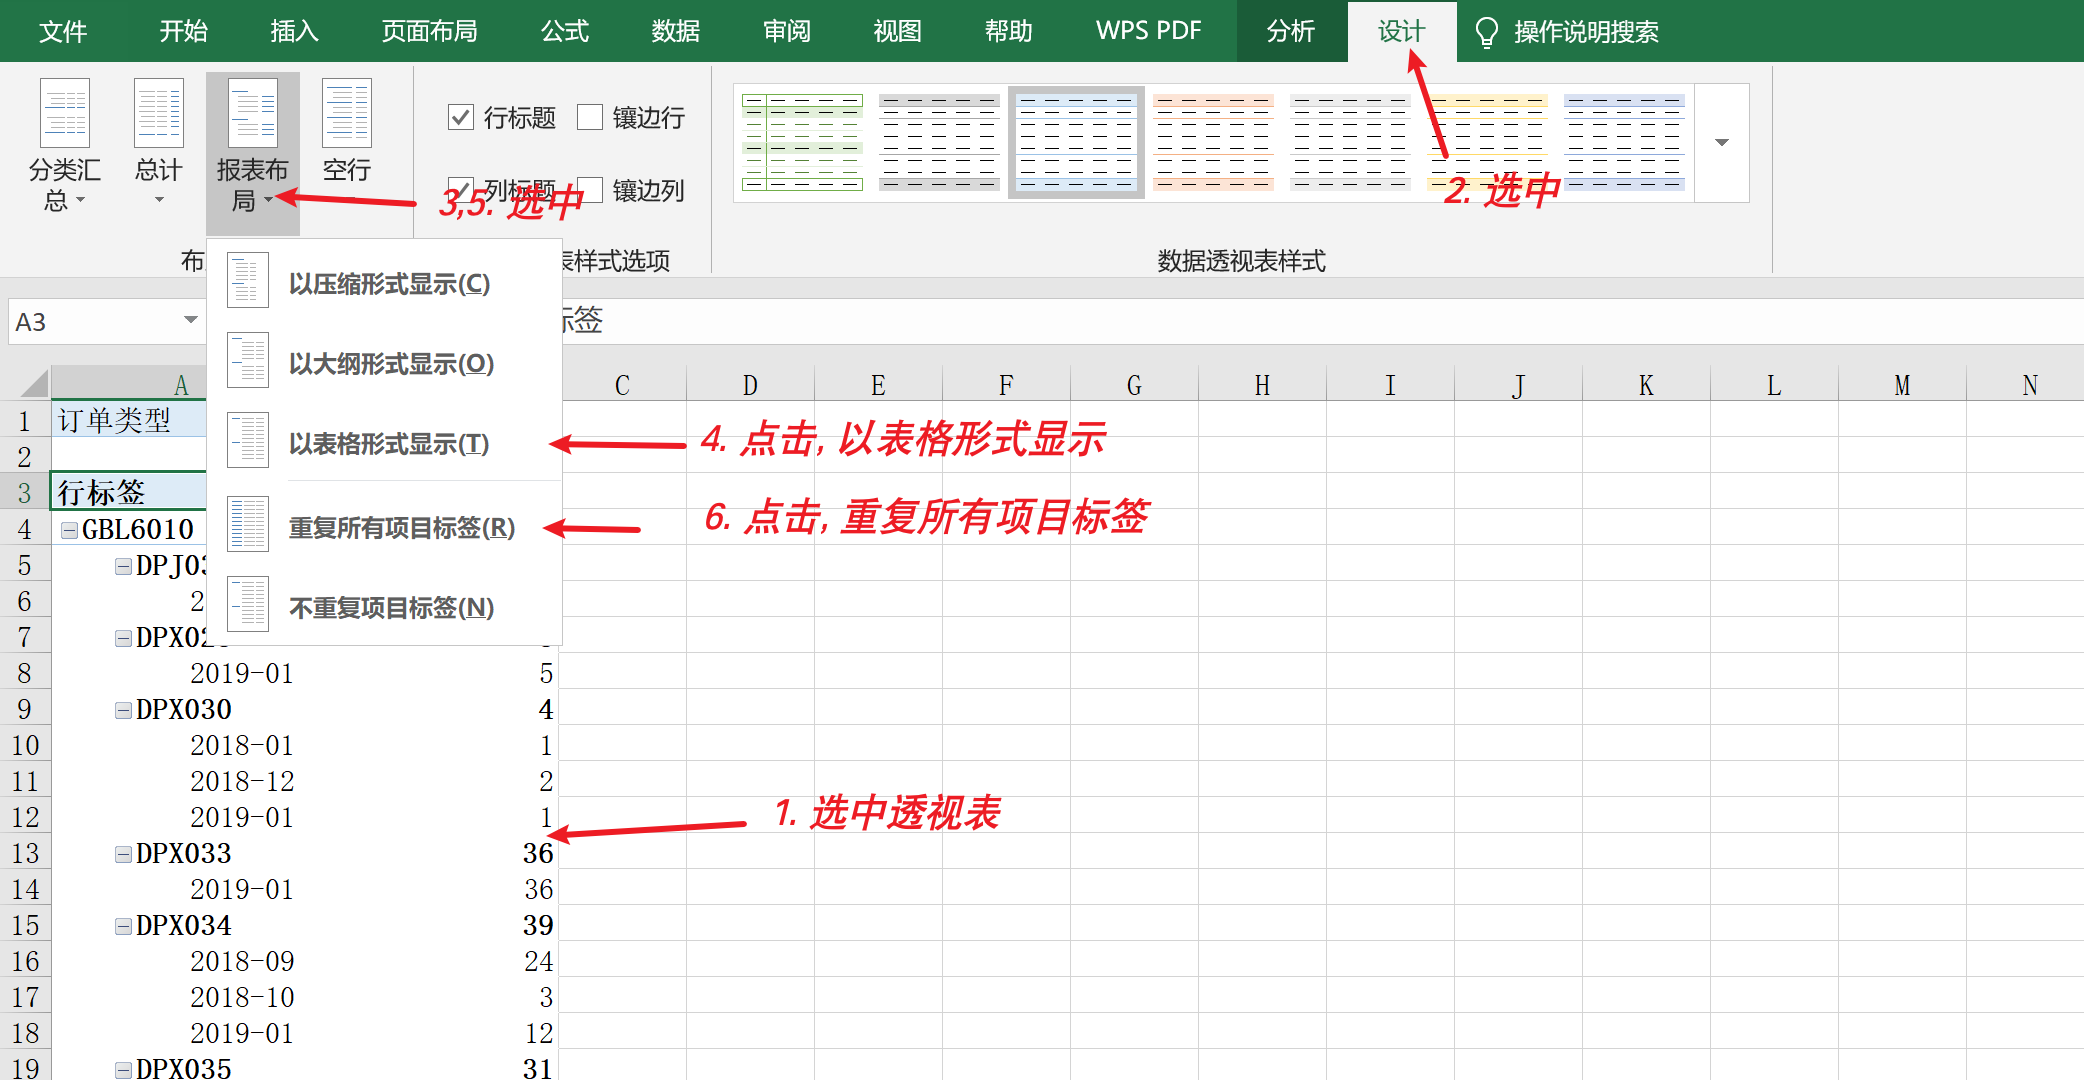 文件 开始 插入 页面布局 公式 数据 审阅 视图 帮助 WPS PDF 分析 设计 操作说明搜索
分类汇总 总计 报表布局 空行
行标题 镶边行
列标题 镶边列
3,5. 选中
2. 选中
布 表样式选项 数据透视表样式
以压缩形式显示(C)
A3 标签
以大纲形式显示(O)
A C D E F G H I J K L M N
1 订单类型
以表格形式显示(T) 4. 点击, 以表格形式显示
2
3 行标签
重复所有项目标签(R) 6. 点击, 重复所有项目标签
4 GBL6010
5 DPJ03
6 2
不重复项目标签(N)
7 DPX02
8 2019-01 5
9 DPX030 4
10 2018-01 1
11 2018-12 2
12 2019-01 1
1. 选中透视表
13 DPX033 36
14 2019-01 36
15 DPX034 39
16 2018-09 24
17 2018-10 3
18 2019-01 12
19 DPX035 31